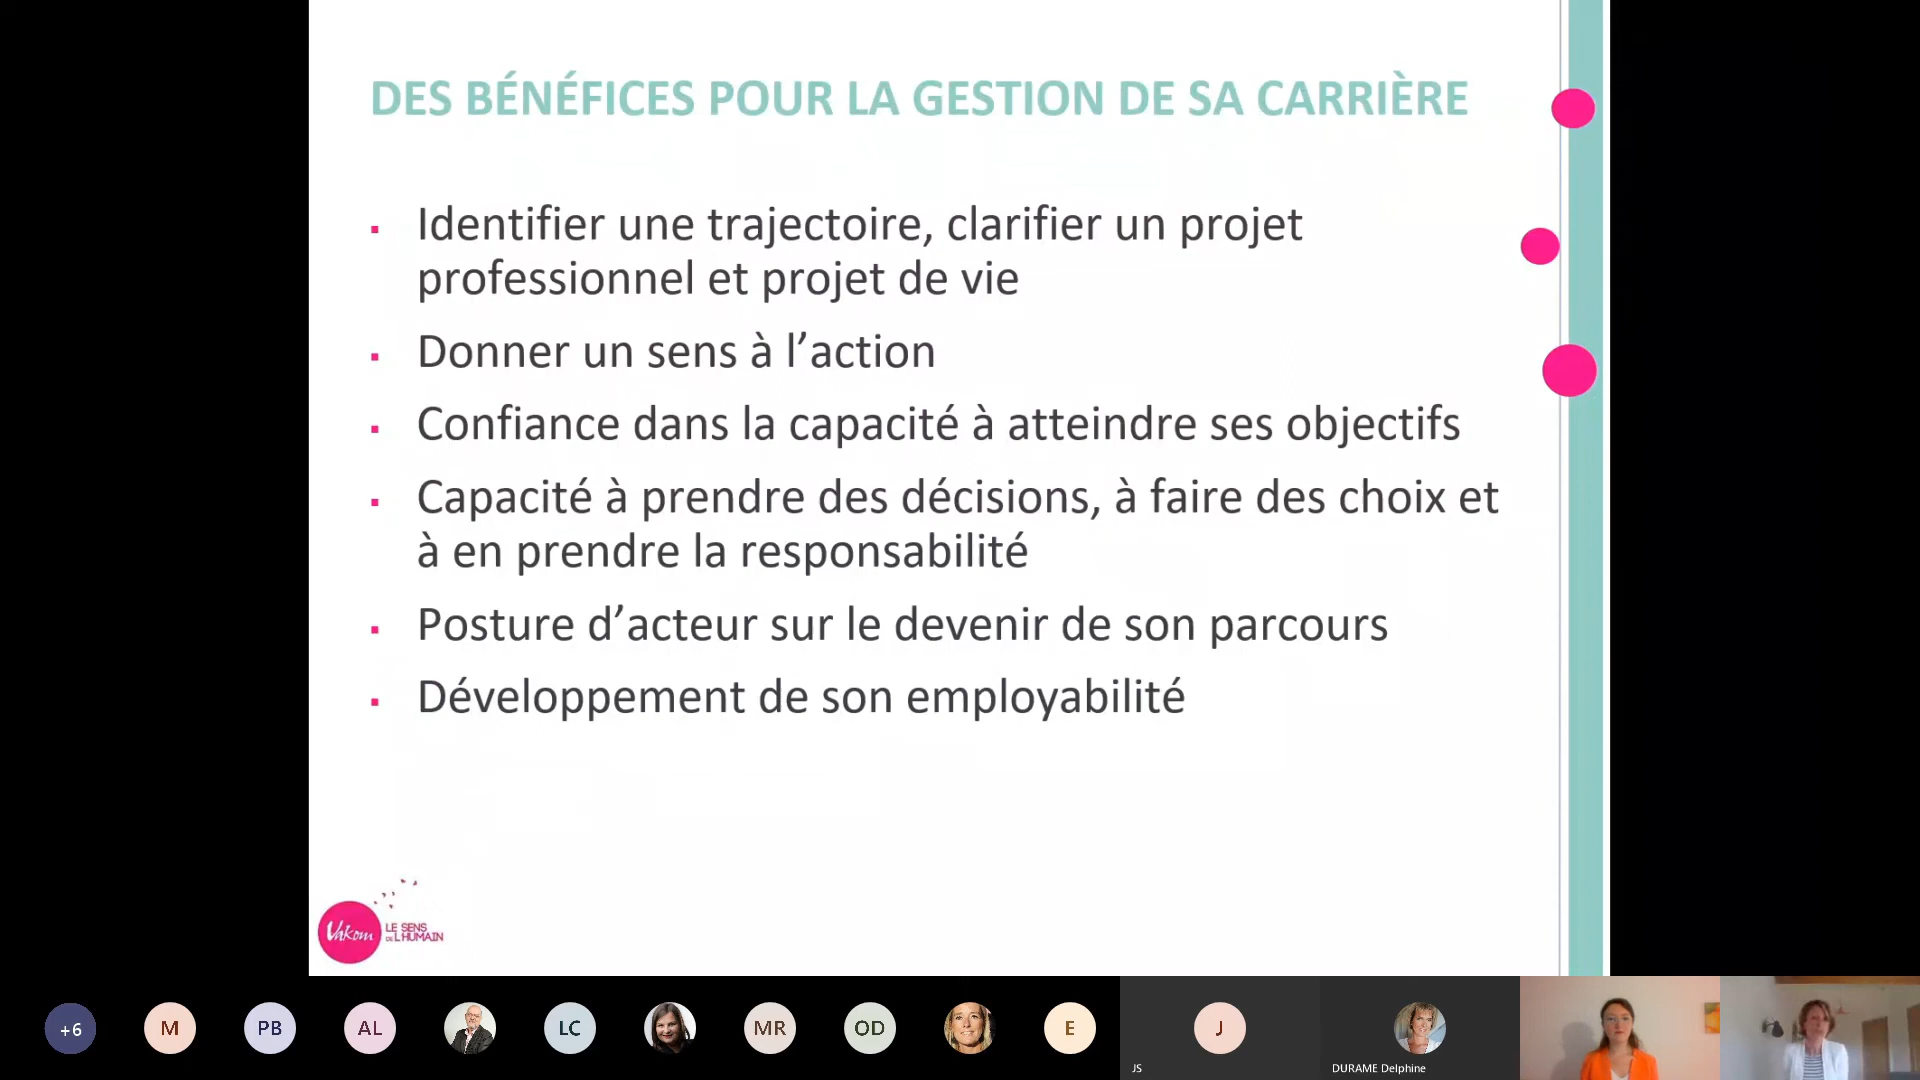 DES BÉNÉFICES POUR LA GESTION DE SA CARRIÈRE
▪ Identifier une trajectoire, clarifier un projet
professionnel et projet de vie
▪ Donner un sens à l’action
▪ Confiance dans la capacité à atteindre ses objectifs
▪ Capacité à prendre des décisions, à faire des choix et
à en prendre la responsabilité
▪ Posture d’acteur sur le devenir de son parcours
▪ Développement de son employabilité
Vakom
LE SENS
DE L'HUMAIN
+6
M
PB
AL
LC
MR
OD
E
J
JS
DURAME Delphine